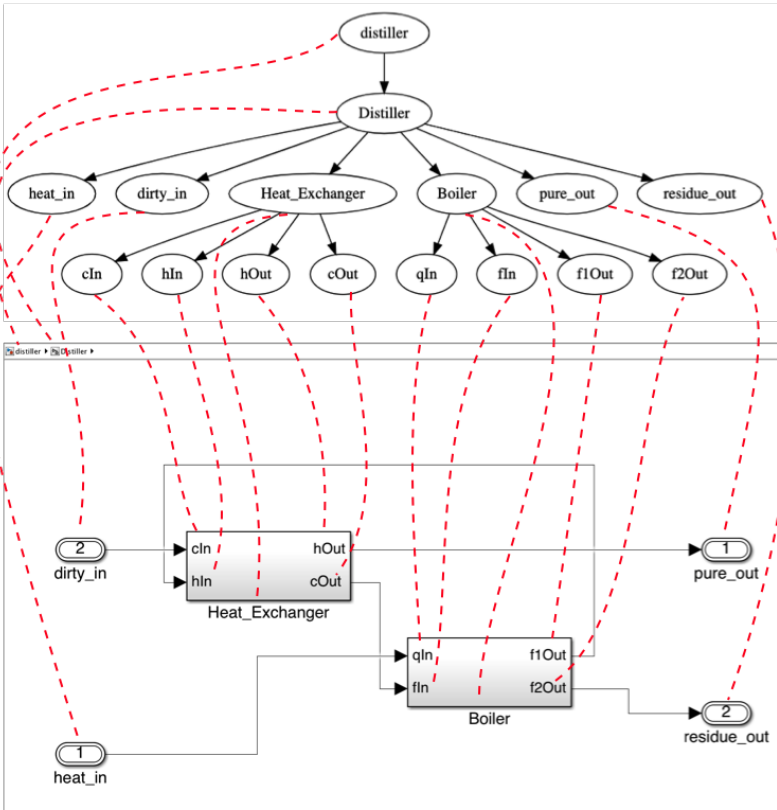 distiller
Distiller
heat_in dirty_in Heat_Exchanger Boiler pure_out residue_out
cIn hIn hOut cOut qIn fIn f1Out f2Out
distiller Distiller
2 cIn hOut 1
dirty_in pure_out
hIn cOut
Heat_Exchanger
qIn f1Out
fIn f2Out 2
Boiler
residue_out
1
heat_in